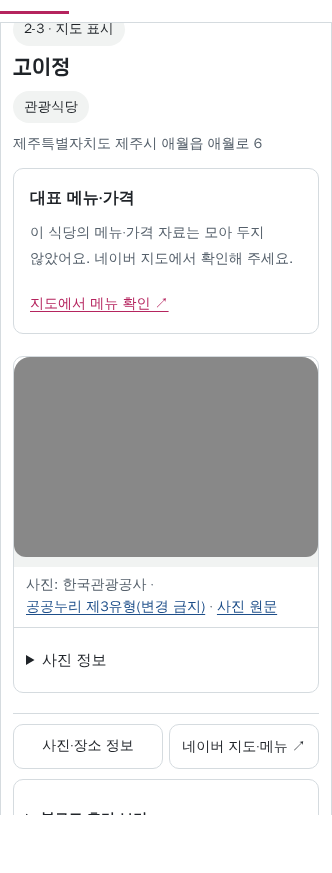 2-3 · 지도 표시
고이정
관광식당
제주특별자치도 제주시 애월읍 애월로 6
대표 메뉴·가격
이 식당의 메뉴·가격 자료는 모아 두지
않았어요. 네이버 지도에서 확인해 주세요.
지도에서 메뉴 확인 ↗
사진: 한국관광공사 ·
공공누리 제3유형(변경 금지) · 사진 원문
▶ 사진 정보
사진·장소 정보
네이버 지도·메뉴 ↗